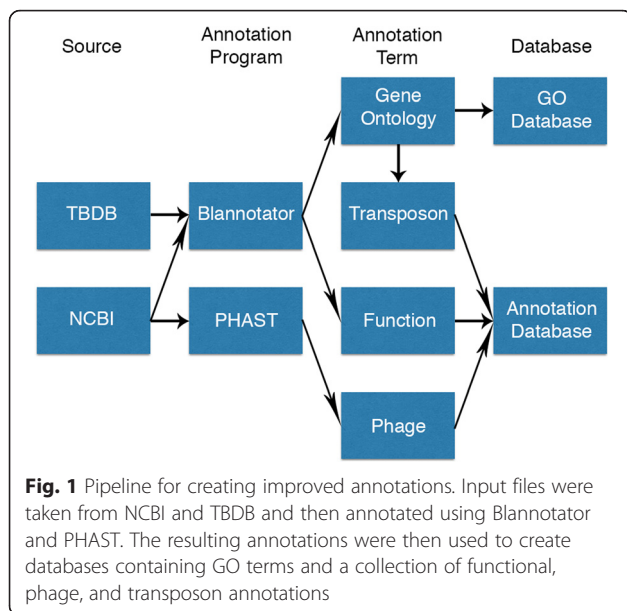 Source
Annotation
Program
Annotation
Term
Database
Gene
Ontology
GO
Database
TBDB
Blannotator
Transposon
NCBI
PHAST
Function
Annotation
Database
Phage
Fig. 1 Pipeline for creating improved annotations. Input files were
taken from NCBI and TBDB and then annotated using Blannotator
and PHAST. The resulting annotations were then used to create
databases containing GO terms and a collection of functional,
phage, and transposon annotations